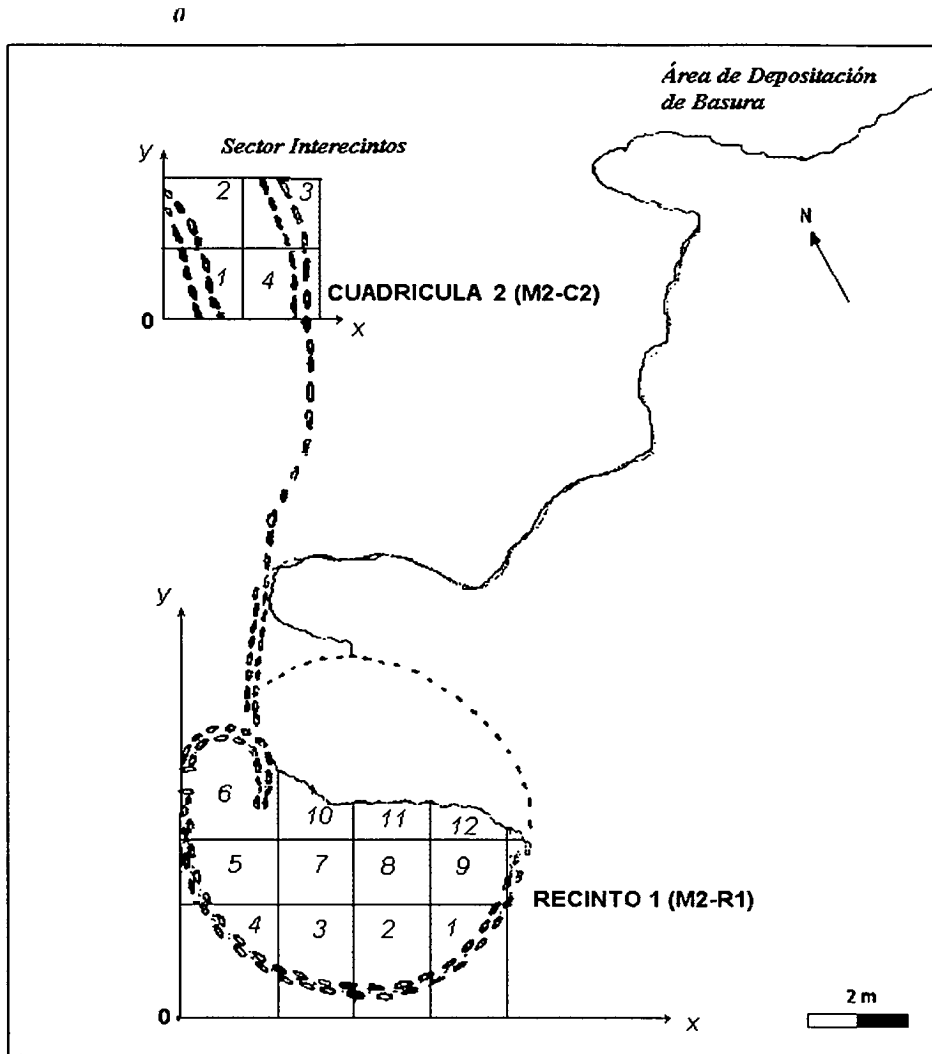 Área de Depositación
de Basura
Sector Interecintos
y
2
3
N
1
4
CUADRICULA 2 (M2-C2)
0
x
y
6
10
11
12
5
7
8
9
RECINTO 1 (M2-R1)
4
3
2
1
2 m
0
x